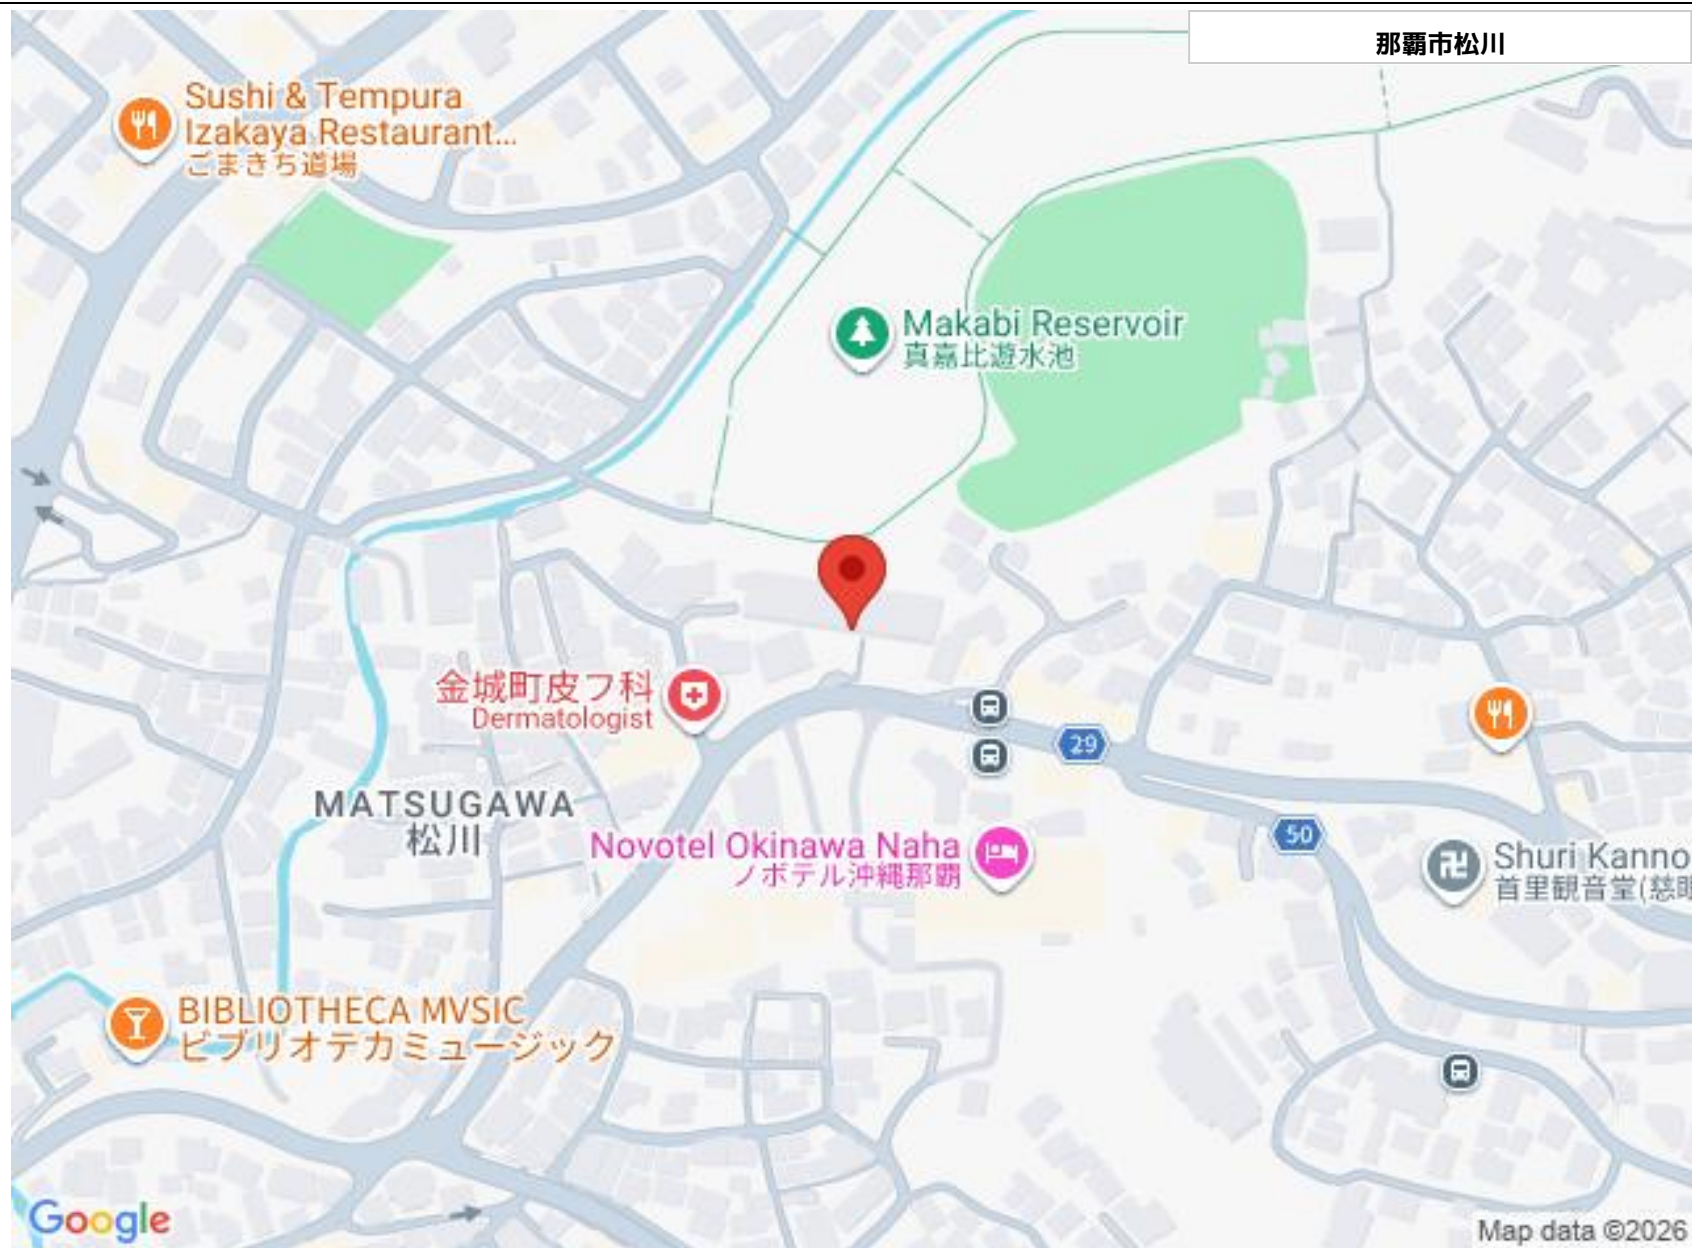 那覇市松川
Sushi & Tempura
Izakaya Restaurant...
ごまきち道場
Makabi Reservoir
真嘉比遊水池
金城町皮フ科
Dermatologist
29
MATSUGAWA
松川
50
Novotel Okinawa Naha
ノボテル沖縄那覇
Shuri Kanno
首里観音堂(慈眼
BIBLIOTHECA MVSIC
ビブリオテカミュージック
Google
Map data ©2026